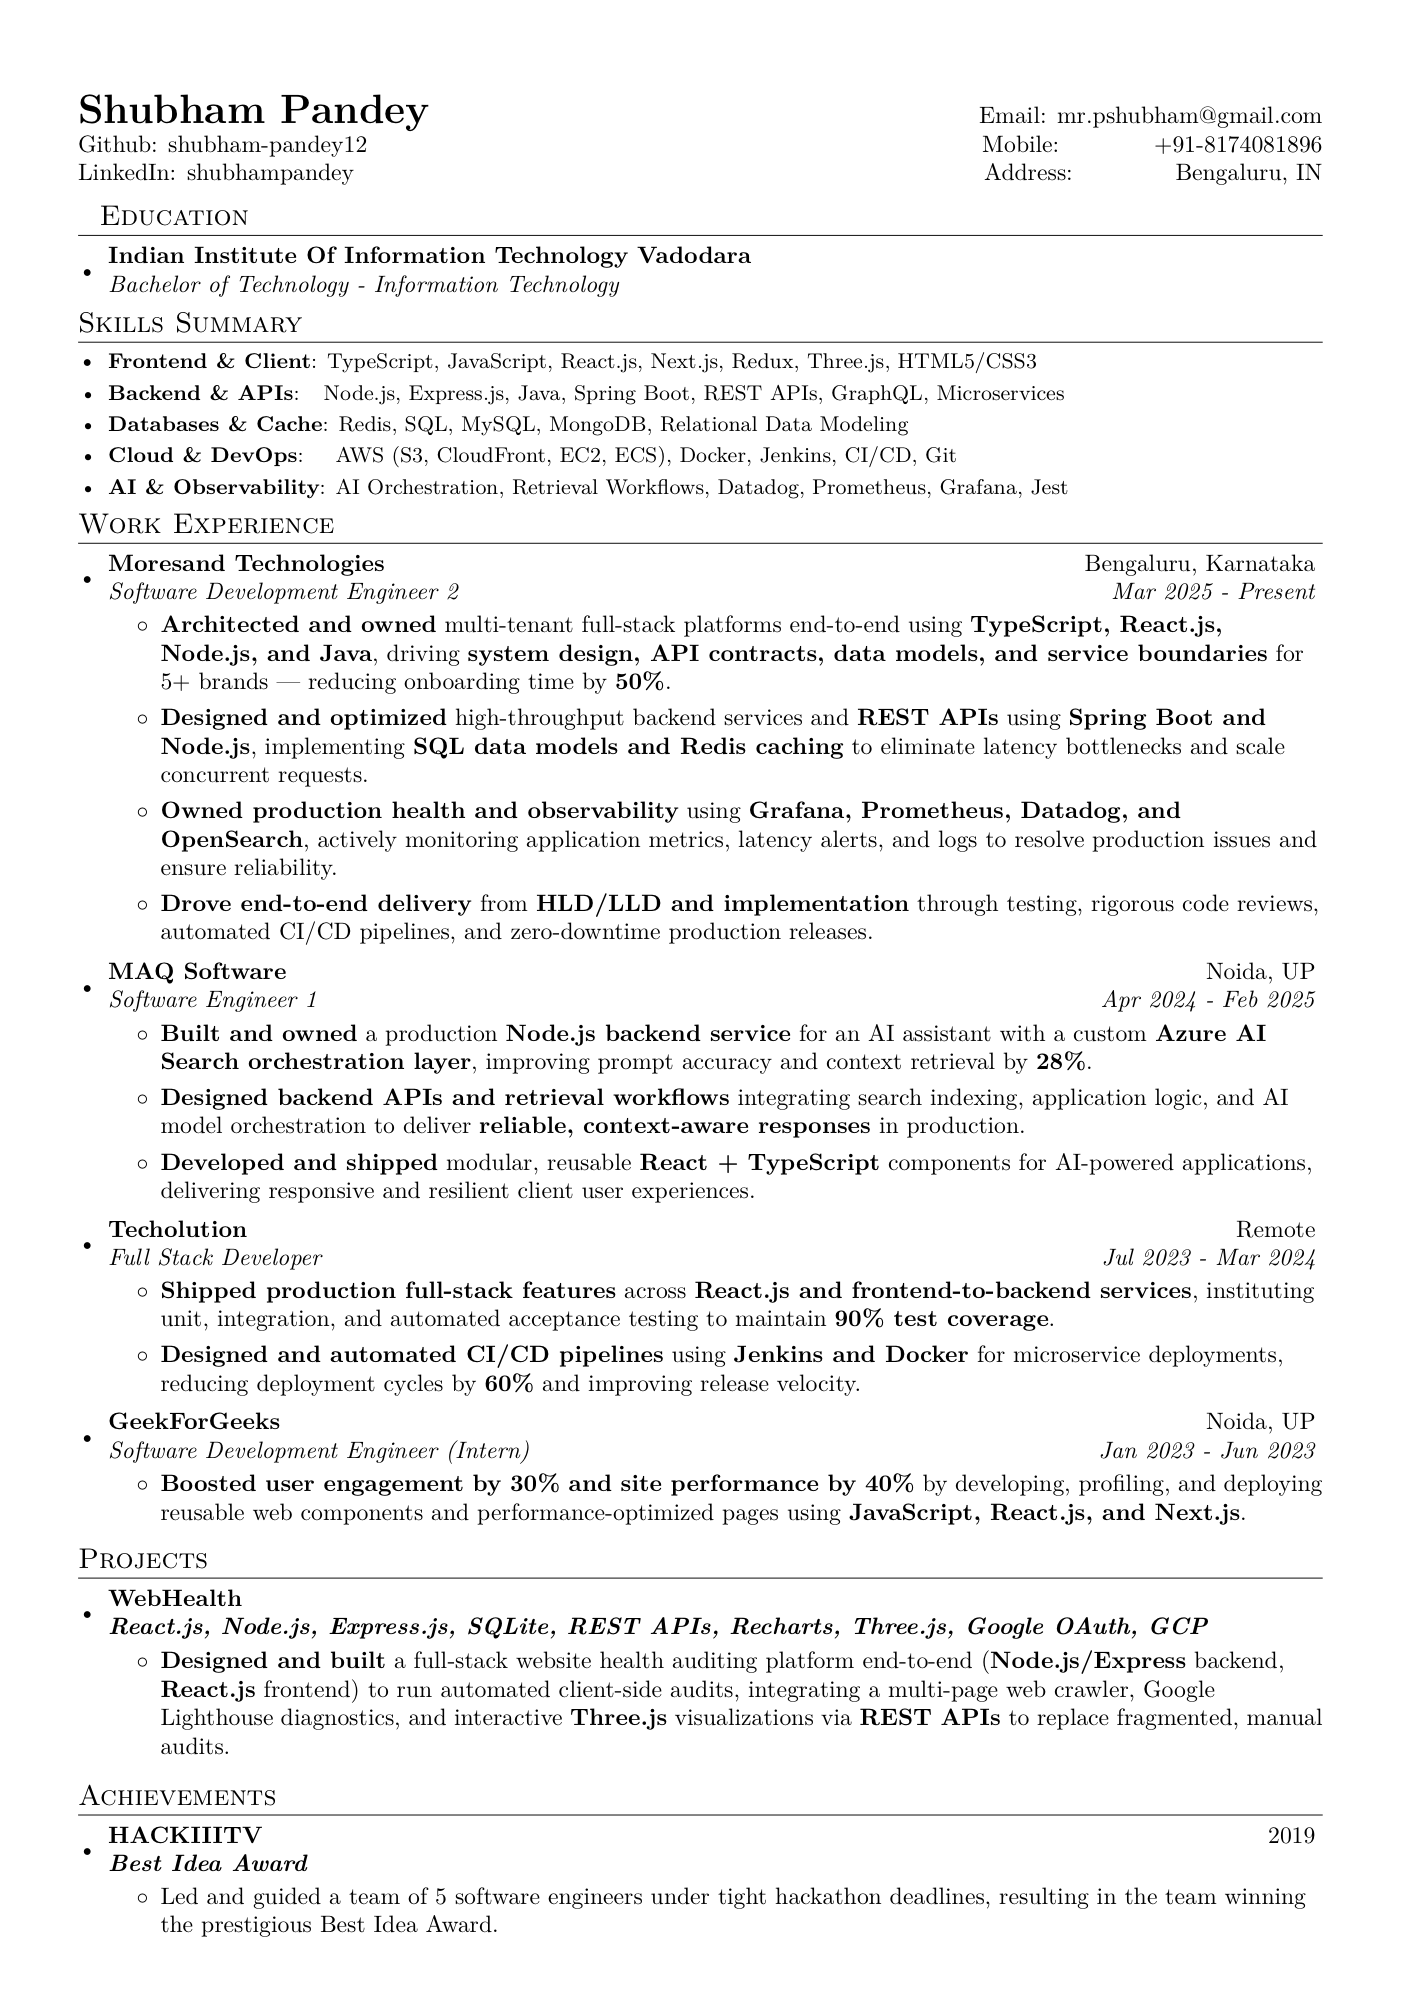 Shubham Pandey
Email: mr.pshubham@gmail.com
Github: shubham-pandey12
Mobile: +91-8174081896
LinkedIn: shubhampandey
Address: Bengaluru, IN
Education
• Indian Institute Of Information Technology Vadodara
Bachelor of Technology - Information Technology
Skills Summary
• Frontend & Client: TypeScript, JavaScript, React.js, Next.js, Redux, Three.js, HTML5/CSS3
• Backend & APIs: Node.js, Express.js, Java, Spring Boot, REST APIs, GraphQL, Microservices
• Databases & Cache: Redis, SQL, MySQL, MongoDB, Relational Data Modeling
• Cloud & DevOps: AWS (S3, CloudFront, EC2, ECS), Docker, Jenkins, CI/CD, Git
• AI & Observability: AI Orchestration, Retrieval Workflows, Datadog, Prometheus, Grafana, Jest
Work Experience
• Moresand Technologies Bengaluru, Karnataka
Software Development Engineer 2 Mar 2025 - Present
○ Architected and owned multi-tenant full-stack platforms end-to-end using TypeScript, React.js,
Node.js, and Java, driving system design, API contracts, data models, and service boundaries for
5+ brands — reducing onboarding time by 50%.
○ Designed and optimized high-throughput backend services and REST APIs using Spring Boot and
Node.js, implementing SQL data models and Redis caching to eliminate latency bottlenecks and scale
concurrent requests.
○ Owned production health and observability using Grafana, Prometheus, Datadog, and
OpenSearch, actively monitoring application metrics, latency alerts, and logs to resolve production issues and
ensure reliability.
○ Drove end-to-end delivery from HLD/LLD and implementation through testing, rigorous code reviews,
automated CI/CD pipelines, and zero-downtime production releases.
• MAQ Software Noida, UP
Software Engineer 1 Apr 2024 - Feb 2025
○ Built and owned a production Node.js backend service for an AI assistant with a custom Azure AI
Search orchestration layer, improving prompt accuracy and context retrieval by 28%.
○ Designed backend APIs and retrieval workflows integrating search indexing, application logic, and AI
model orchestration to deliver reliable, context-aware responses in production.
○ Developed and shipped modular, reusable React + TypeScript components for AI-powered applications,
delivering responsive and resilient client user experiences.
• Techolution Remote
Full Stack Developer Jul 2023 - Mar 2024
○ Shipped production full-stack features across React.js and frontend-to-backend services, instituting
unit, integration, and automated acceptance testing to maintain 90% test coverage.
○ Designed and automated CI/CD pipelines using Jenkins and Docker for microservice deployments,
reducing deployment cycles by 60% and improving release velocity.
• GeekForGeeks Noida, UP
Software Development Engineer (Intern) Jan 2023 - Jun 2023
○ Boosted user engagement by 30% and site performance by 40% by developing, profiling, and deploying
reusable web components and performance-optimized pages using JavaScript, React.js, and Next.js.
Projects
• WebHealth
React.js, Node.js, Express.js, SQLite, REST APIs, Recharts, Three.js, Google OAuth, GCP
○ Designed and built a full-stack website health auditing platform end-to-end (Node.js/Express backend,
React.js frontend) to run automated client-side audits, integrating a multi-page web crawler, Google
Lighthouse diagnostics, and interactive Three.js visualizations via REST APIs to replace fragmented, manual
audits.
Achievements
• HACKIIITV 2019
Best Idea Award
○ Led and guided a team of 5 software engineers under tight hackathon deadlines, resulting in the team winning
the prestigious Best Idea Award.